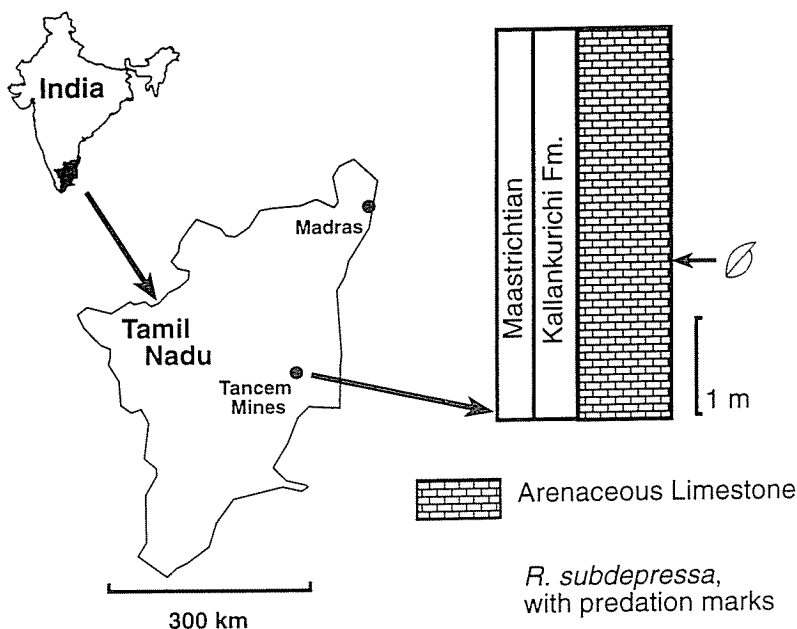 India
Madras
Tamil
Nadu
Tancem
Mines
300 km
Maastrichtian
Kallankurichi Fm.
1 m
Arenaceous Limestone
R. subdepressa,
with predation marks